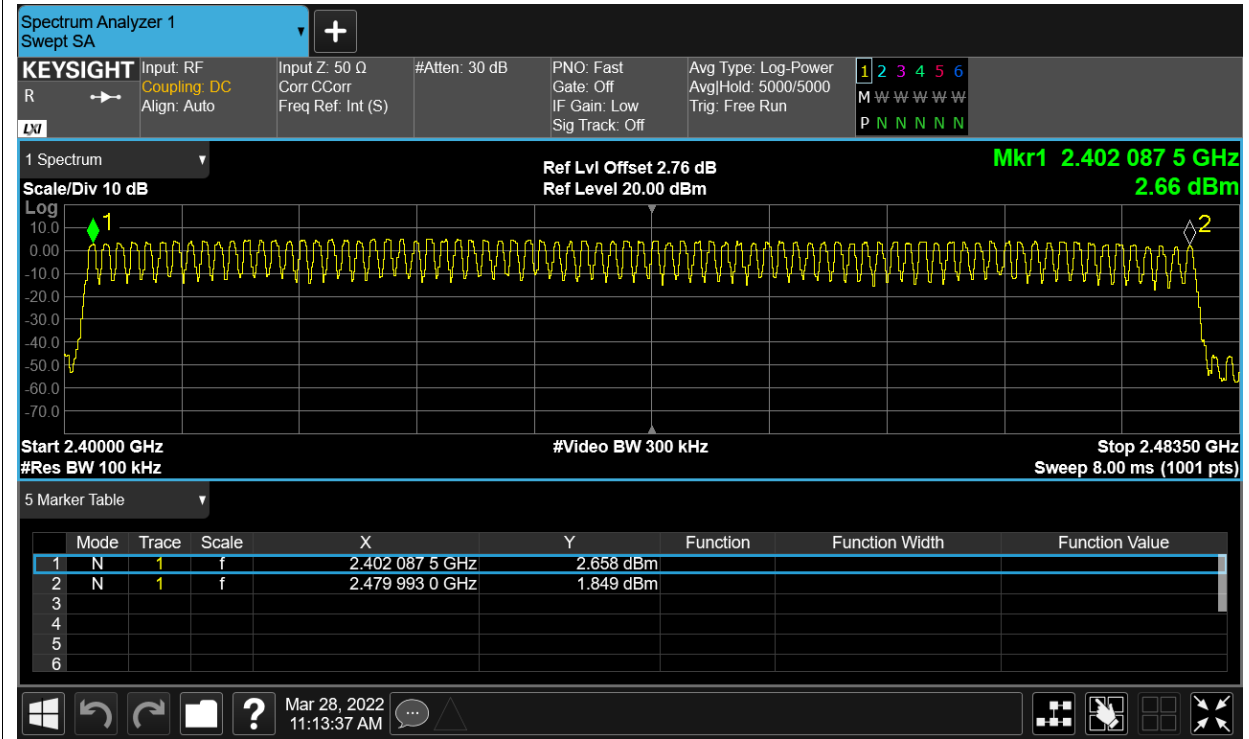 Spectrum Analyzer 1
Swept SA
+
KEYSIGHT
R
LXI
Input: RF
Coupling: DC
Align: Auto
Input Z: 50 Ω
Corr CCorr
Freq Ref: Int (S)
#Atten: 30 dB
PNO: Fast
Gate: Off
IF Gain: Low
Sig Track: Off
Avg Type: Log-Power
Avg|Hold: 5000/5000
Trig: Free Run
1 2 3 4 5 6
M W W W W W
P N N N N N
1 Spectrum
Scale/Div 10 dB
Ref Lvl Offset 2.76 dB
Ref Level 20.00 dBm
Mkr1 2.402 087 5 GHz
2.66 dBm
Log
10.0
0.00
-10.0
-20.0
-30.0
-40.0
-50.0
-60.0
-70.0
1
2
Start 2.40000 GHz
#Video BW 300 kHz
Stop 2.48350 GHz
#Res BW 100 kHz
Sweep 8.00 ms (1001 pts)
5 Marker Table
Mode Trace Scale X Y Function Function Width Function Value
1 N 1 f 2.402 087 5 GHz 2.658 dBm
2 N 1 f 2.479 993 0 GHz 1.849 dBm
3
4
5
6
?
Mar 28, 2022
11:13:37 AM